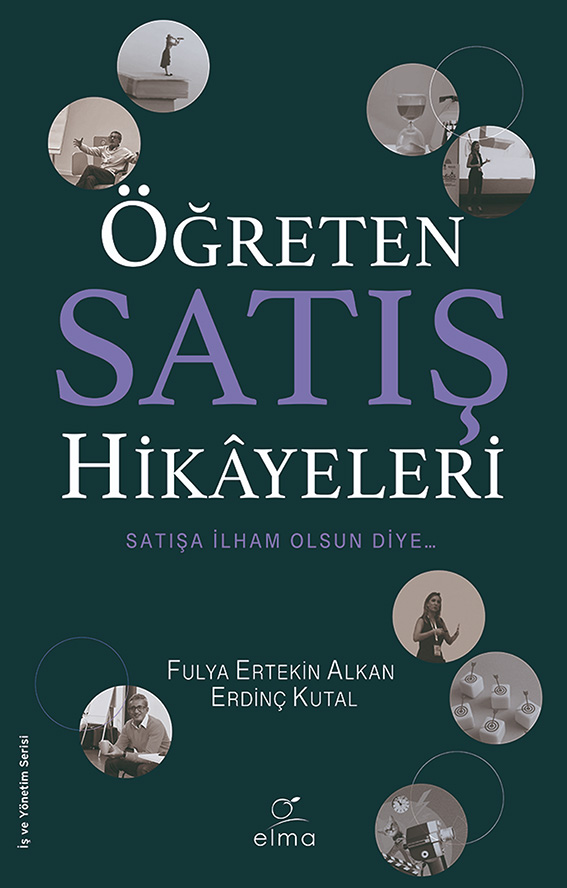 ÖĞRETEN
SATIŞ
HİKÂYELERİ
SATIŞA İLHAM OLSUN DİYE...
FULYA ERTEKİN ALKAN
ERDİNÇ KUTAL
İş ve Yönetim Serisi
elma